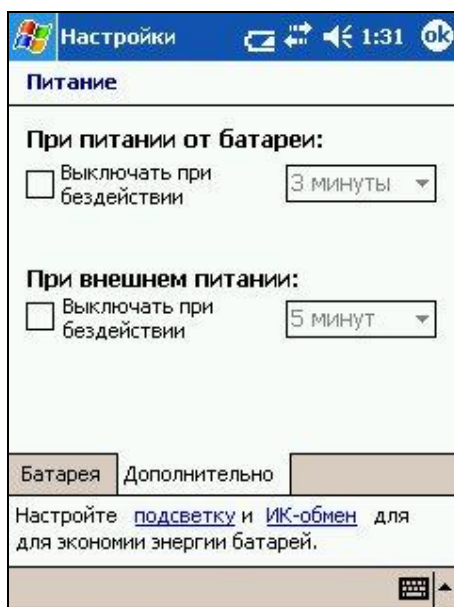 Настройки 1:31 ok
Питание
При питании от батареи:
Выключать при
бездействии
3 минуты
При внешнем питании:
Выключать при
бездействии
5 минут
Батарея Дополнительно
Настройте подсветку и ИК-обмен для
для экономии энергии батарей.